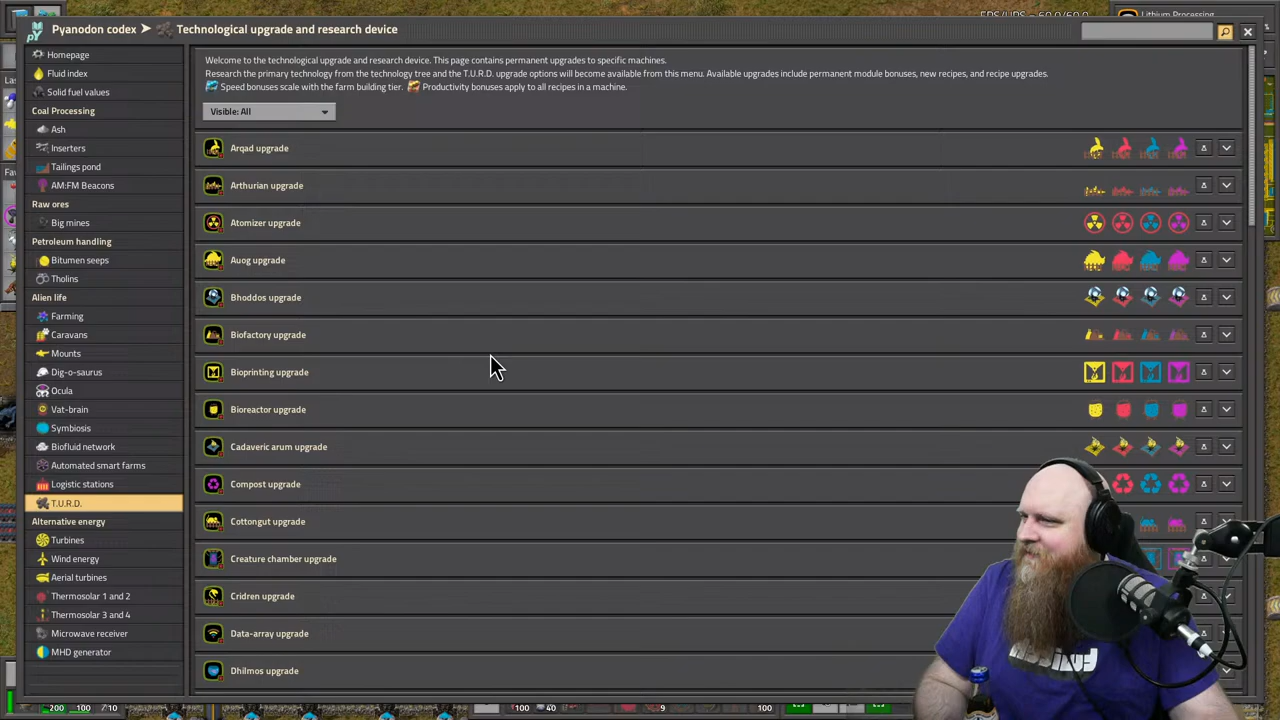 Pyanodon codex
Technological upgrade and research device
Homepage
Fluid index
Solid fuel values
Coal Processing
Ash
Inserters
Tailings pond
AM:FM Beacons
Raw ores
Big mines
Petroleum handling
Bitumen seeps
Tholins
Alien life
Farming
Caravans
Mounts
Dig-o-saurus
Ocula
Vat-brain
Symbiosis
Biofluid network
Automated smart farms
Logistic stations
T.U.R.D.
Alternative energy
Turbines
Wind energy
Aerial turbines
Thermosolar 1 and 2
Thermosolar 3 and 4
Microwave receiver
MHD generator
Welcome to the technological upgrade and research device. This page contains permanent upgrades to specific machines.
Research the primary technology from the technology tree and the T.U.R.D. upgrade options will become available from this menu. Available upgrades include permanent module bonuses, new recipes, and recipe upgrades.
Speed bonuses scale with the farm building tier. Productivity bonuses apply to all recipes in a machine.
Visible: All
Arqad upgrade
Arthurian upgrade
Atomizer upgrade
Auog upgrade
Bhoddos upgrade
Biofactory upgrade
Bioprinting upgrade
Bioreactor upgrade
Cadaveric arum upgrade
Compost upgrade
Cottongut upgrade
Creature chamber upgrade
Cridren upgrade
Data-array upgrade
Dhilmos upgrade
200 100 710
100 40 9 100